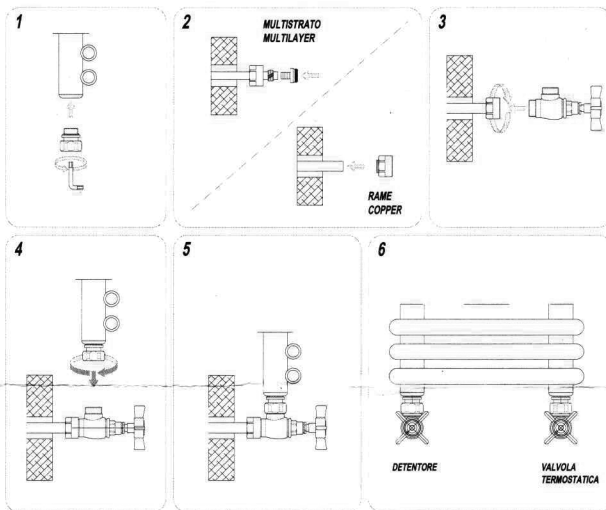 1
2
MULTISTRATO
MULTILAYER
RAME
COPPER
3
4
5
6
DETENTORE
VALVOLA
TERMOSTATICA